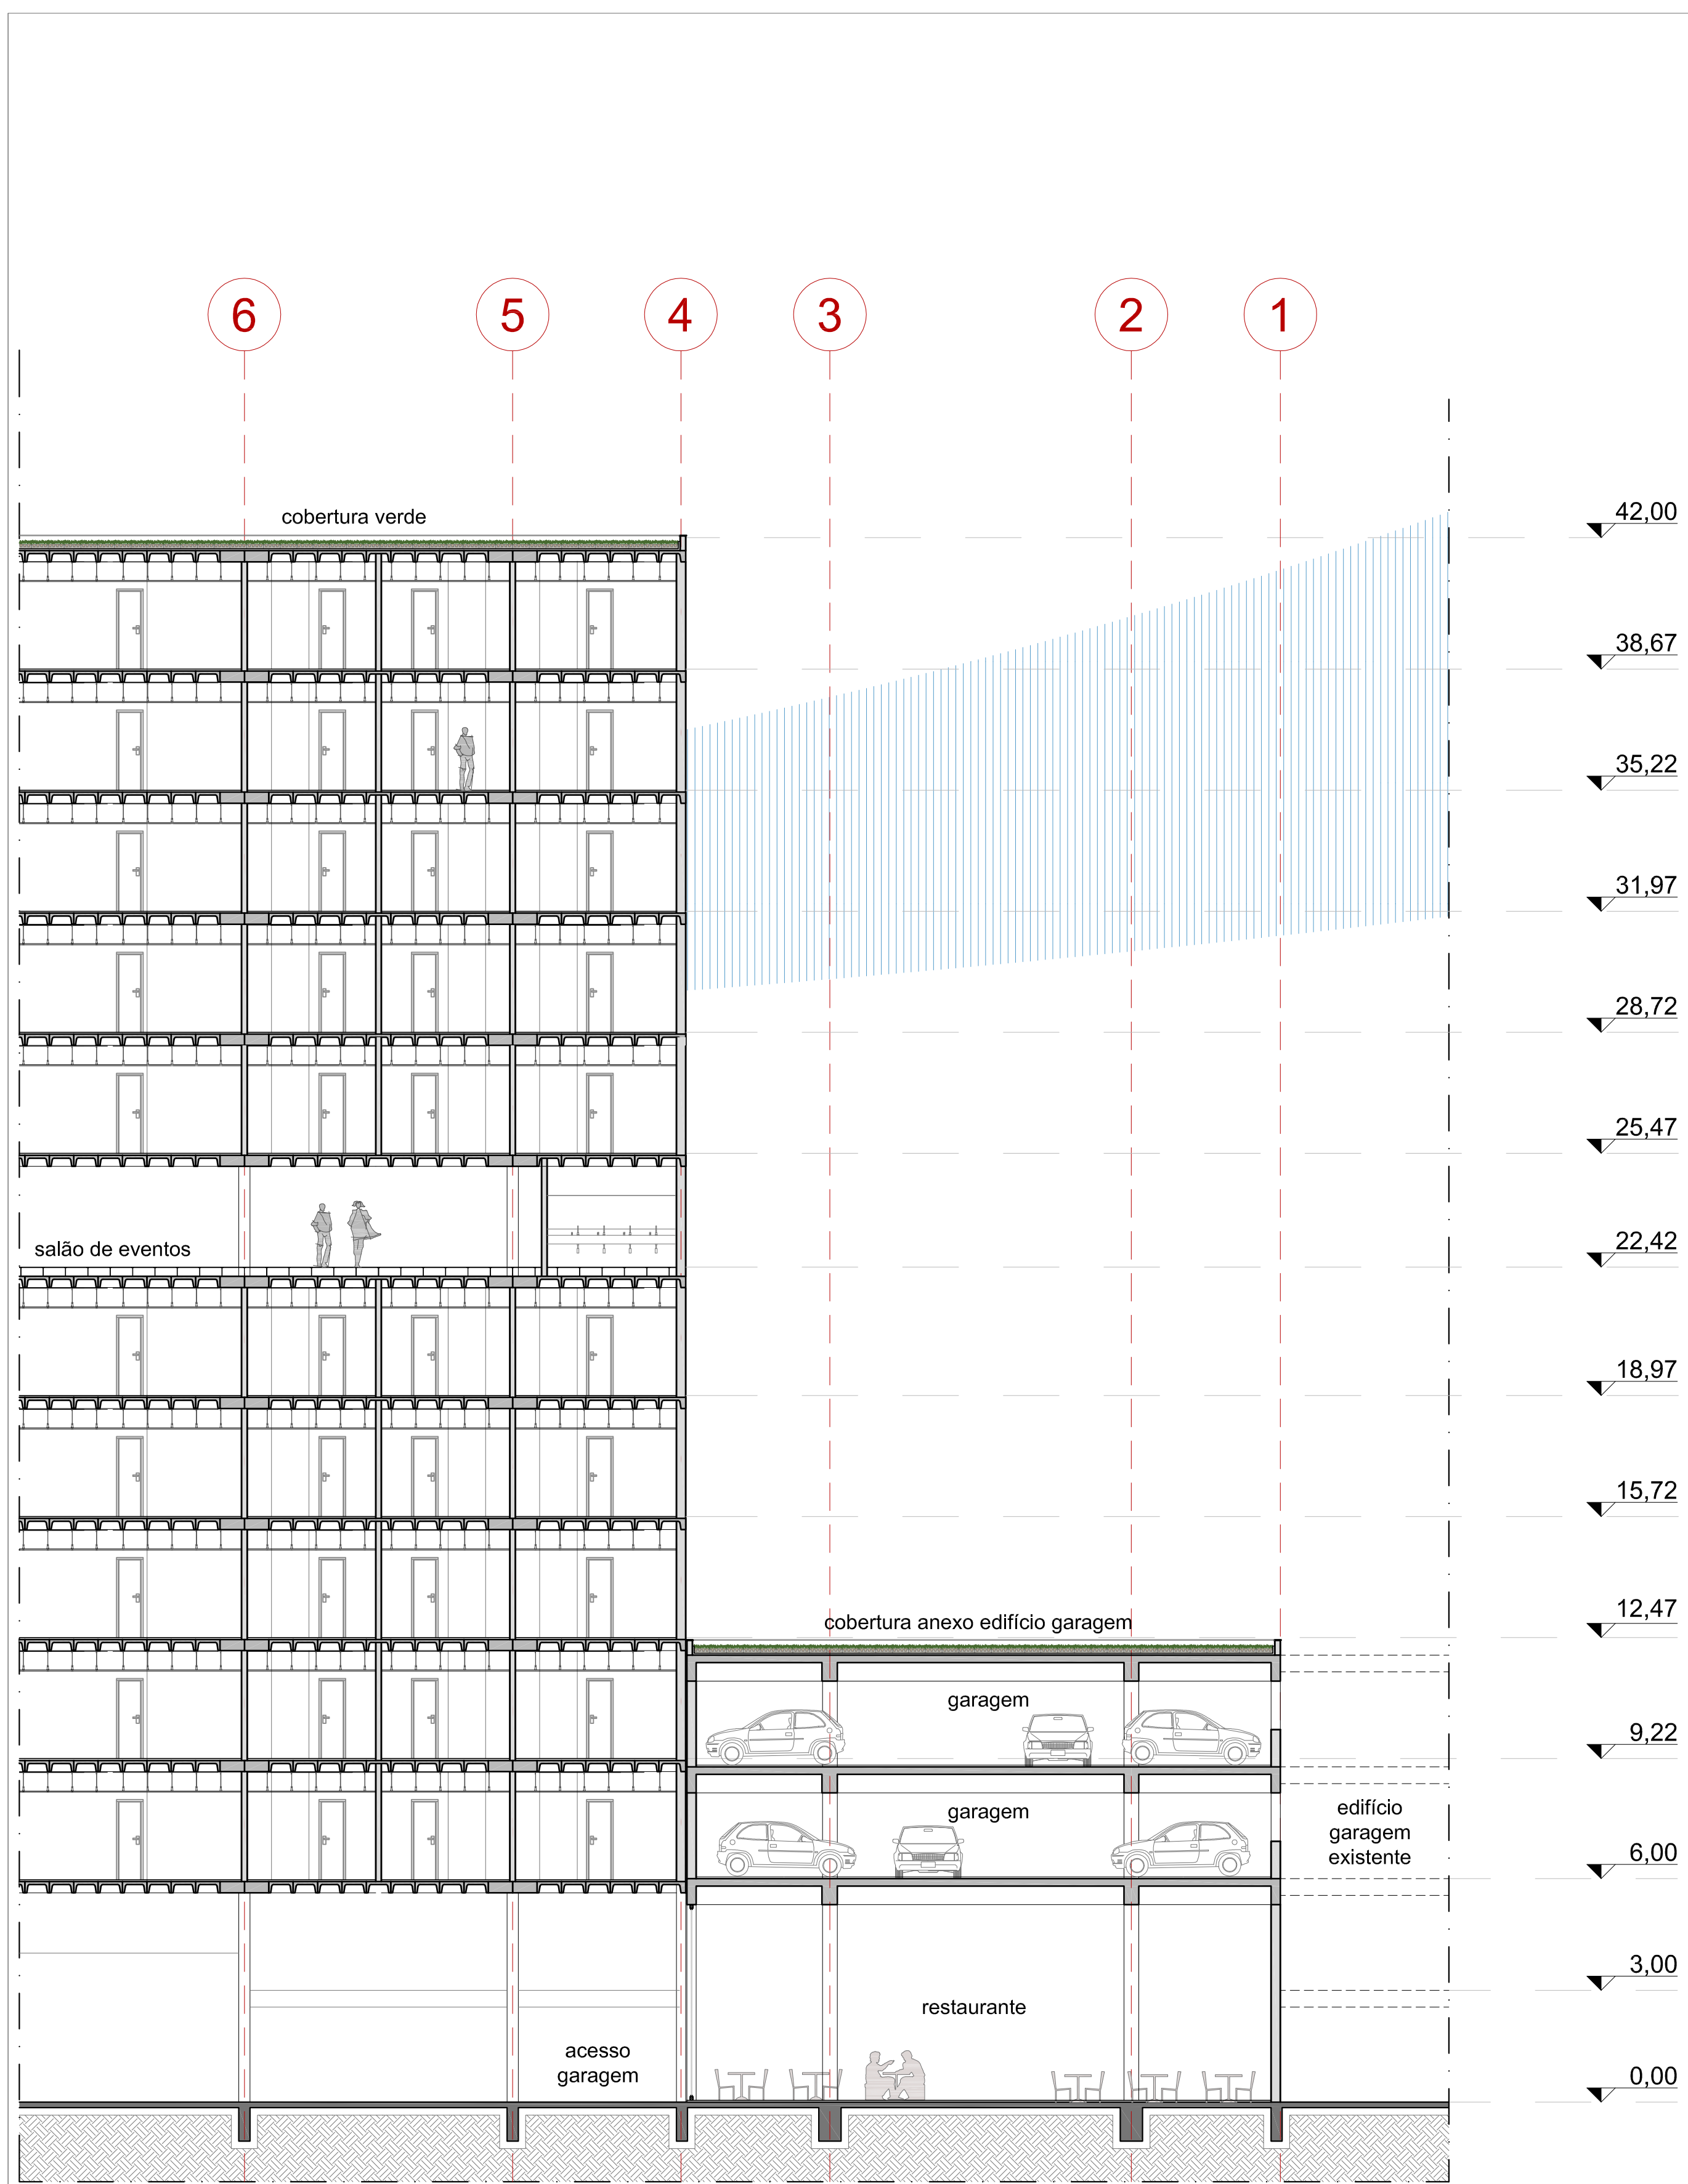 6 5 4 3 2 1
cobertura verde
42,00
38,67
35,22
31,97
28,72
25,47
salão de eventos
22,42
18,97
15,72
12,47
cobertura anexo edifício garagem
garagem
9,22
garagem
edifício
garagem
existente
6,00
3,00
restaurante
acesso
garagem
0,00